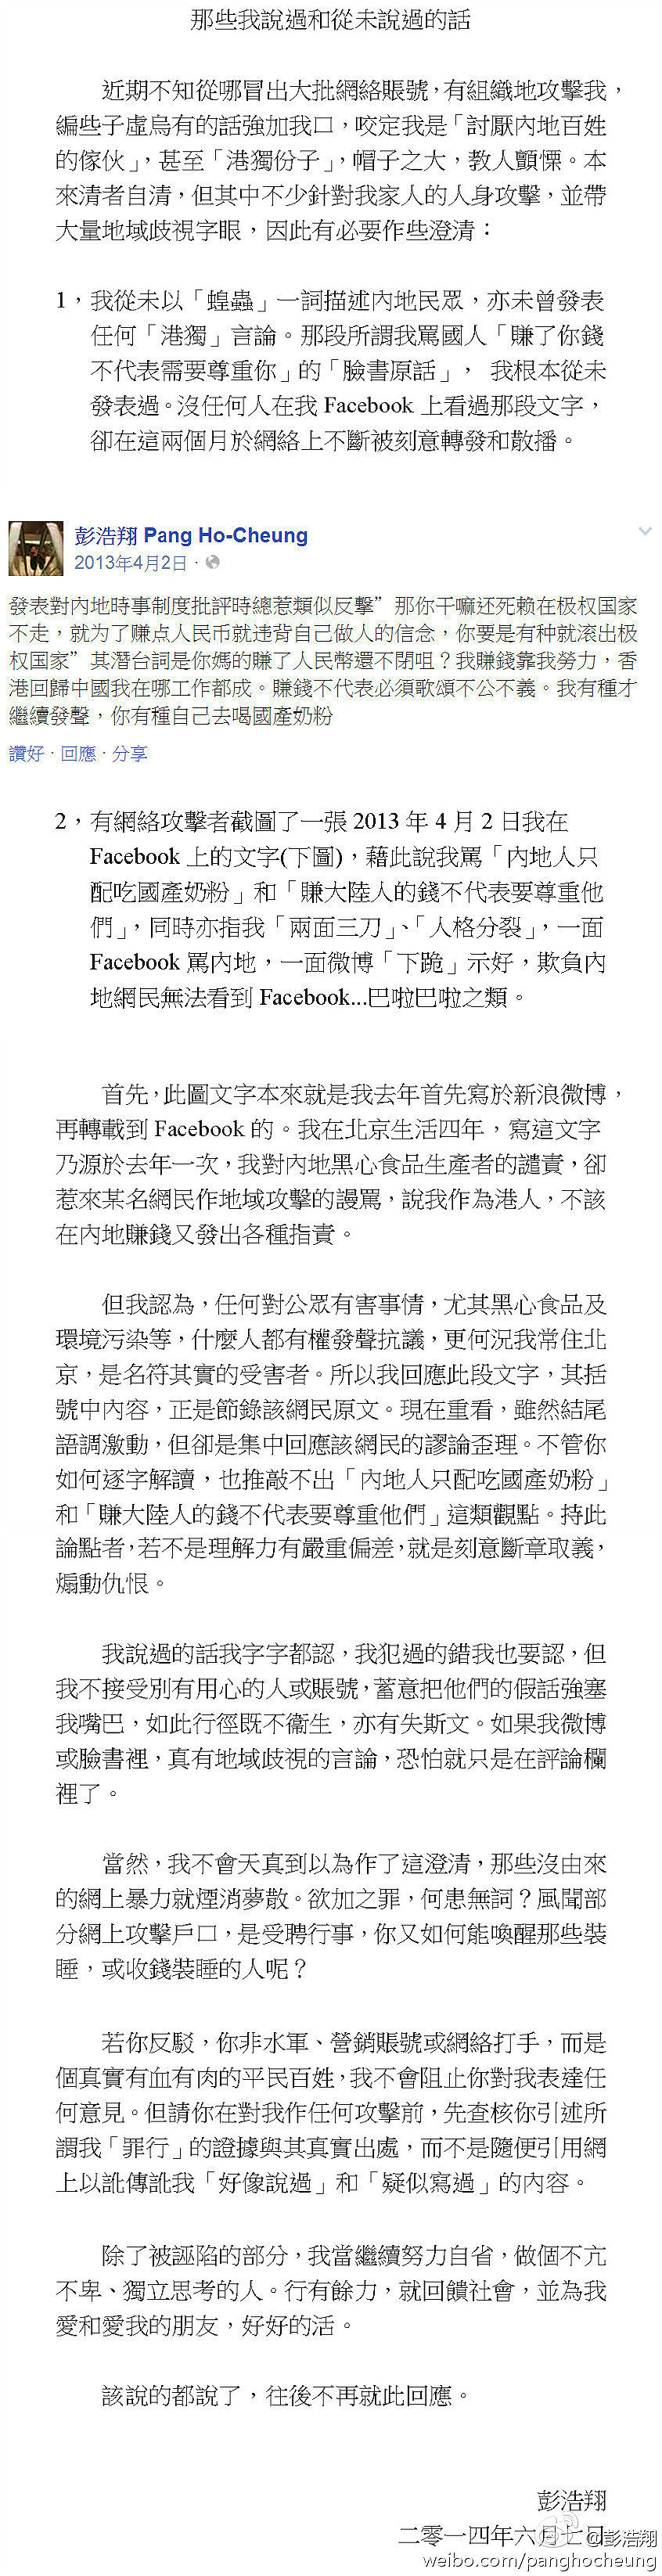 那些我說過和從未說過的話
近期不知從哪冒出大批網絡賬號，有組織地攻擊我，
編些子虛烏有的話強加我口，咬定我是「討厭內地百姓
的傢伙」，甚至「港獨份子」，帽子之大，教人顫慄。本
來清者自清，但其中不少針對我家人的人身攻擊，並帶
大量地域歧視字眼，因此有必要作些澄清：
1，我從未以「蝗蟲」一詞描述內地民眾，亦未曾發表
任何「港獨」言論。那段所謂我罵國人「賺了你錢
不代表需要尊重你」的「臉書原話」， 我根本從未
發表過。沒任何人在我 Facebook 上看過那段文字，
卻在這兩個月於網絡上不斷被刻意轉發和散播。
彭浩翔 Pang Ho-Cheung
2013年4月2日 ·
發表對內地時事制度批評時總惹類似反擊”那你干嘛还死赖在极权国家
不走，就为了赚点人民币就违背自己做人的信念，你要是有种就滚出极
权国家”其潛台詞是你媽的賺了人民幣還不閉咀？我賺錢靠我勞力，香
港回歸中國我在哪工作都成。賺錢不代表必須歌頌不公不義。我有種才
繼續發聲，你有種自己去喝國產奶粉
讚好 · 回應 · 分享
2，有網絡攻擊者截圖了一張 2013 年 4 月 2 日我在
Facebook 上的文字(下圖)，藉此說我罵「內地人只
配吃國產奶粉」和「賺大陸人的錢不代表要尊重他
們」，同時亦指我「兩面三刀」、「人格分裂」，一面
Facebook 罵內地，一面微博「下跪」示好，欺負內
地網民無法看到 Facebook...巴啦巴啦之類。
首先，此圖文字本來就是我去年首先寫於新浪微博，
再轉載到 Facebook 的。我在北京生活四年，寫這文字
乃源於去年一次，我對內地黑心食品生產者的譴責，卻
惹來某名網民作地域攻擊的謾罵，說我作為港人，不該
在內地賺錢又發出各種指責。
但我認為，任何對公眾有害事情，尤其黑心食品及
環境污染等，什麼人都有權發聲抗議，更何況我常住北
京，是名符其實的受害者。所以我回應此段文字，其括
號中內容，正是節錄該網民原文。現在重看，雖然結尾
語調激動，但卻是集中回應該網民的謬論歪理。不管你
如何逐字解讀，也推敲不出「內地人只配吃國產奶粉」
和「賺大陸人的錢不代表要尊重他們」這類觀點。持此
論點者，若不是理解力有嚴重偏差，就是刻意斷章取義，
煽動仇恨。
我說過的話我字字都認，我犯過的錯我也要認，但
我不接受別有用心的人或賬號，蓄意把他們的假話強塞
我嘴巴，如此行徑既不衞生，亦有失斯文。如果我微博
或臉書裡，真有地域歧視的言論，恐怕就只是在評論欄
裡了。
當然，我不會天真到以為作了這澄清，那些沒由來
的網上暴力就煙消夢散。欲加之罪，何患無詞？風聞部
分網上攻擊戶口，是受聘行事，你又如何能喚醒那些裝
睡，或收錢裝睡的人呢？
若你反駁，你非水軍、營銷賬號或網絡打手，而是
個真實有血有肉的平民百姓，我不會阻止你對我表達任
何意見。但請你在對我作任何攻擊前，先查核你引述所
謂我「罪行」的證據與其真實出處，而不是隨便引用網
上以訛傳訛我「好像說過」和「疑似寫過」的內容。
除了被誣陷的部分，我當繼續努力自省，做個不亢
不卑、獨立思考的人。行有餘力，就回饋社會，並為我
愛和愛我的朋友，好好的活。
該說的都說了，往後不再就此回應。
彭浩翔
二零一四年六月七日
@彭浩翔
weibo.com/panghocheung